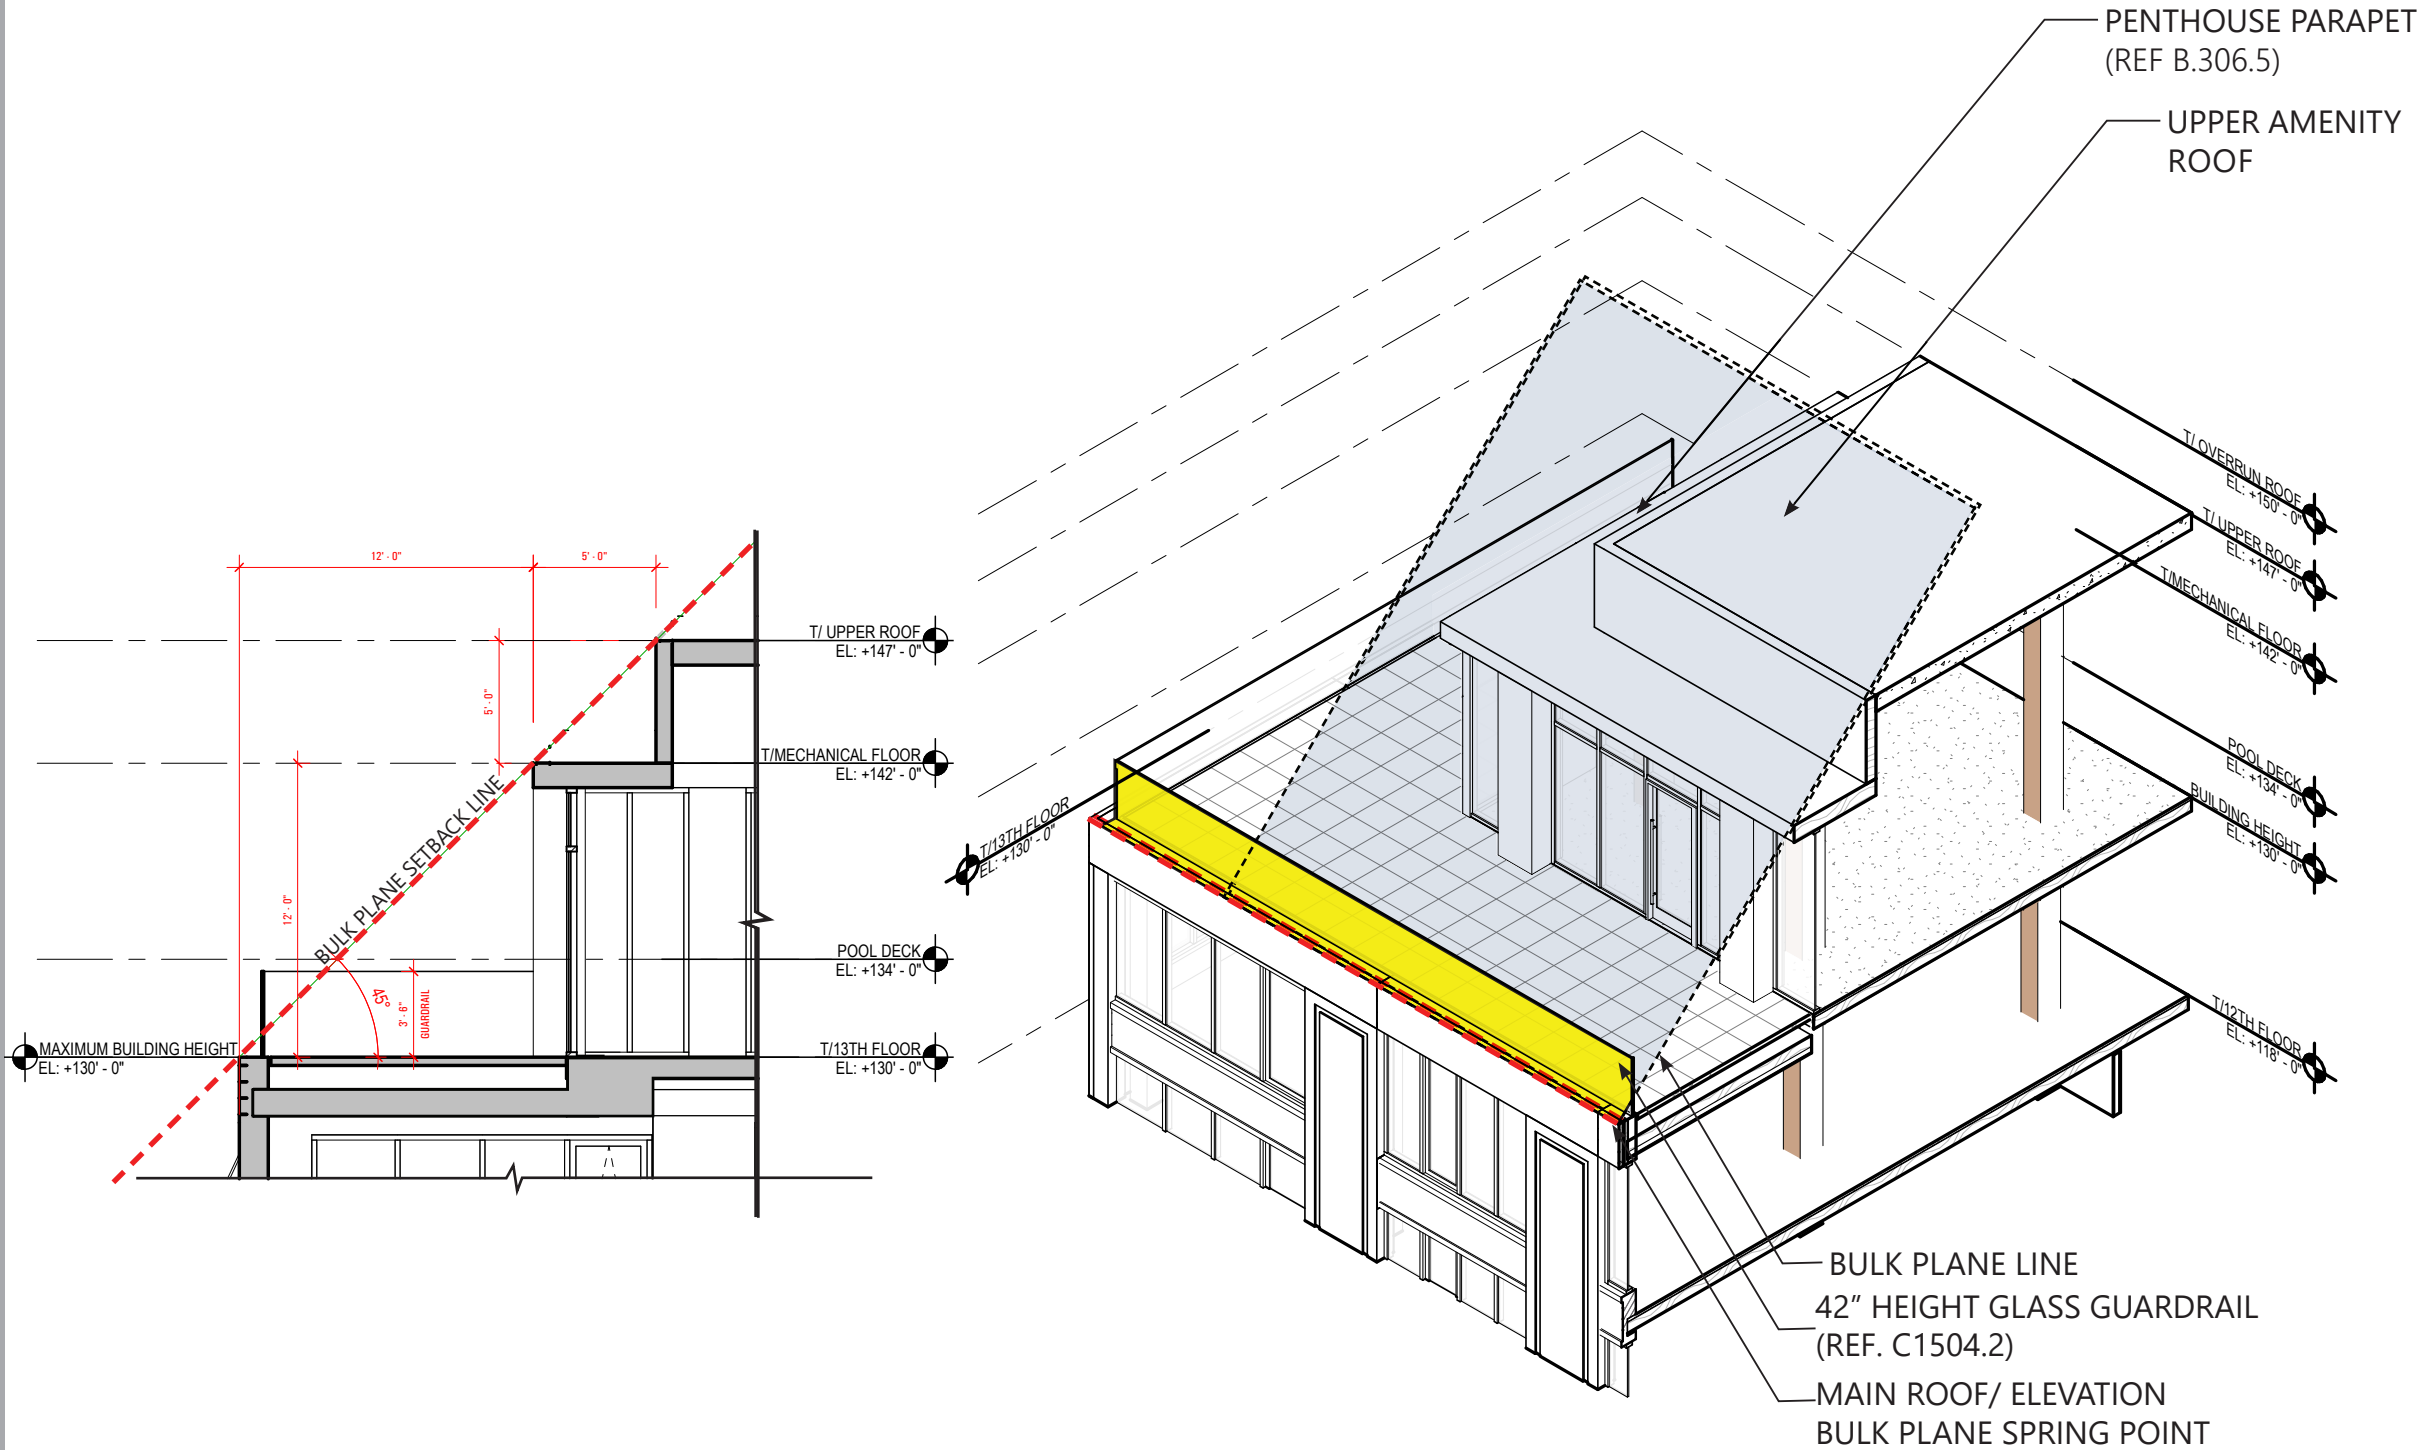 PENTHOUSE PARAPET
(REF B.306.5)
UPPER AMENITY
ROOF
T/ OVERRUN ROOF
EL: +150' - 0"
T/ UPPER ROOF
EL: +147' - 0"
T/MECHANICAL FLOOR
EL: +142' - 0"
POOL DECK
EL: +134' - 0"
BUILDING HEIGHT
EL: +130' - 0"
T/12TH FLOOR
EL: +118' - 0"
T/13TH FLOOR
EL: +130' - 0"
12' - 0"
5' - 0"
T/ UPPER ROOF
EL: +147' - 0"
5' - 0"
T/MECHANICAL FLOOR
EL: +142' - 0"
BULK PLANE SETBACK LINE
12' - 0"
POOL DECK
EL: +134' - 0"
45°
3' - 6"
GUARDRAIL
MAXIMUM BUILDING HEIGHT
EL: +130' - 0"
T/13TH FLOOR
EL: +130' - 0"
BULK PLANE LINE
42” HEIGHT GLASS GUARDRAIL
(REF. C1504.2)
MAIN ROOF/ ELEVATION
BULK PLANE SPRING POINT